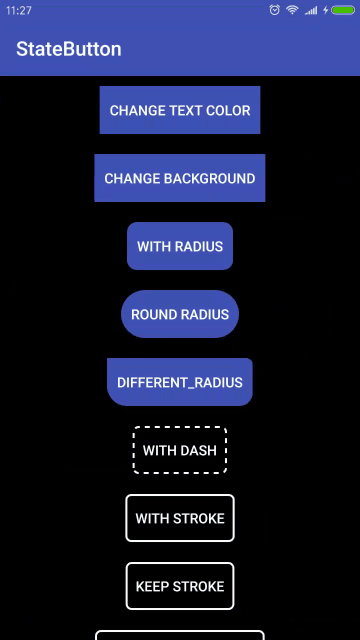 11:27
StateButton
CHANGE TEXT COLOR
CHANGE BACKGROUND
WITH RADIUS
ROUND RADIUS
DIFFERENT_RADIUS
WITH DASH
WITH STROKE
KEEP STROKE